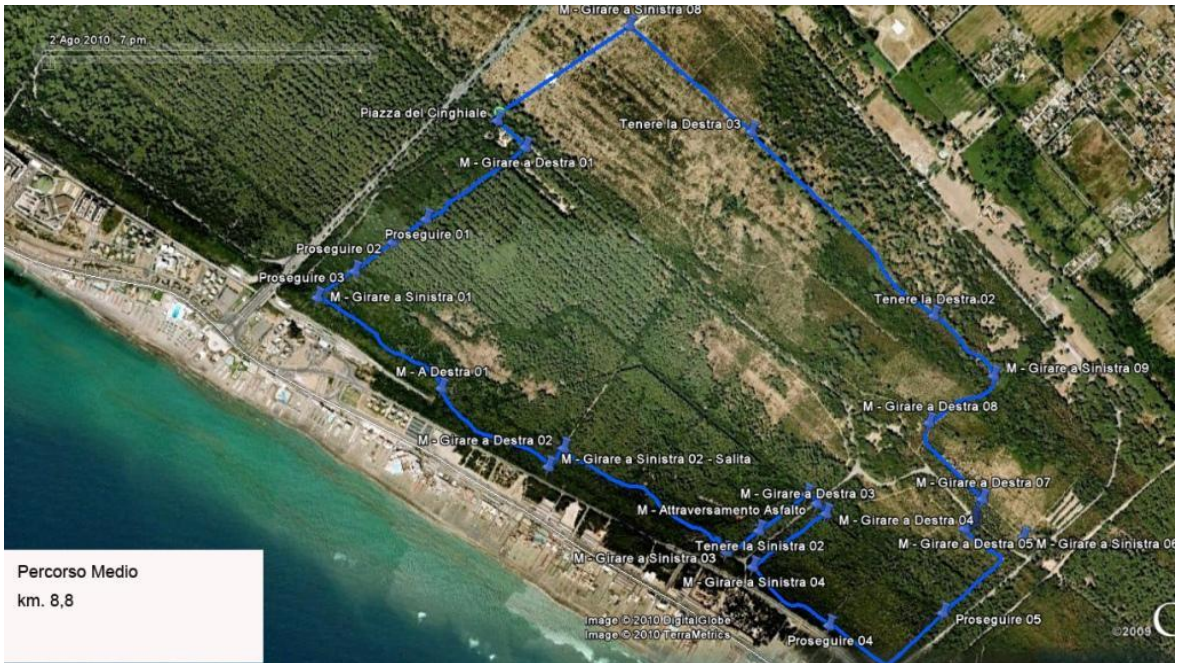 M - Girare a Sinistra 08
2 Ago 2010 7 pm
Piazza del Cinghiale
Tenere la Destra 03
M - Girare a Destra 01
Proseguire 01
Proseguire 02
Proseguire 03
M - Girare a Sinistra 01
Tenere la Destra 02
M - A Destra 01
M - Girare a Sinistra 09
M - Girare a Destra 08
M - Girare a Destra 02
M - Girare a Sinistra 02 - Salita
M - Girare a Destra 07
M - Girare a Destra 03
M - Attraversamento Asfalto
M - Girare a Destra 04
M - Girare a Destra 05
M - Girare a Sinistra 06
Tenere la Sinistra 02
M - Girare a Sinistra 03
M - Girare a Sinistra 04
Percorso Medio
km. 8,8
Proseguire 05
Image © 2010 DigitalGlobe
Image © 2010 TerraMetrics
Proseguire 04
©2009